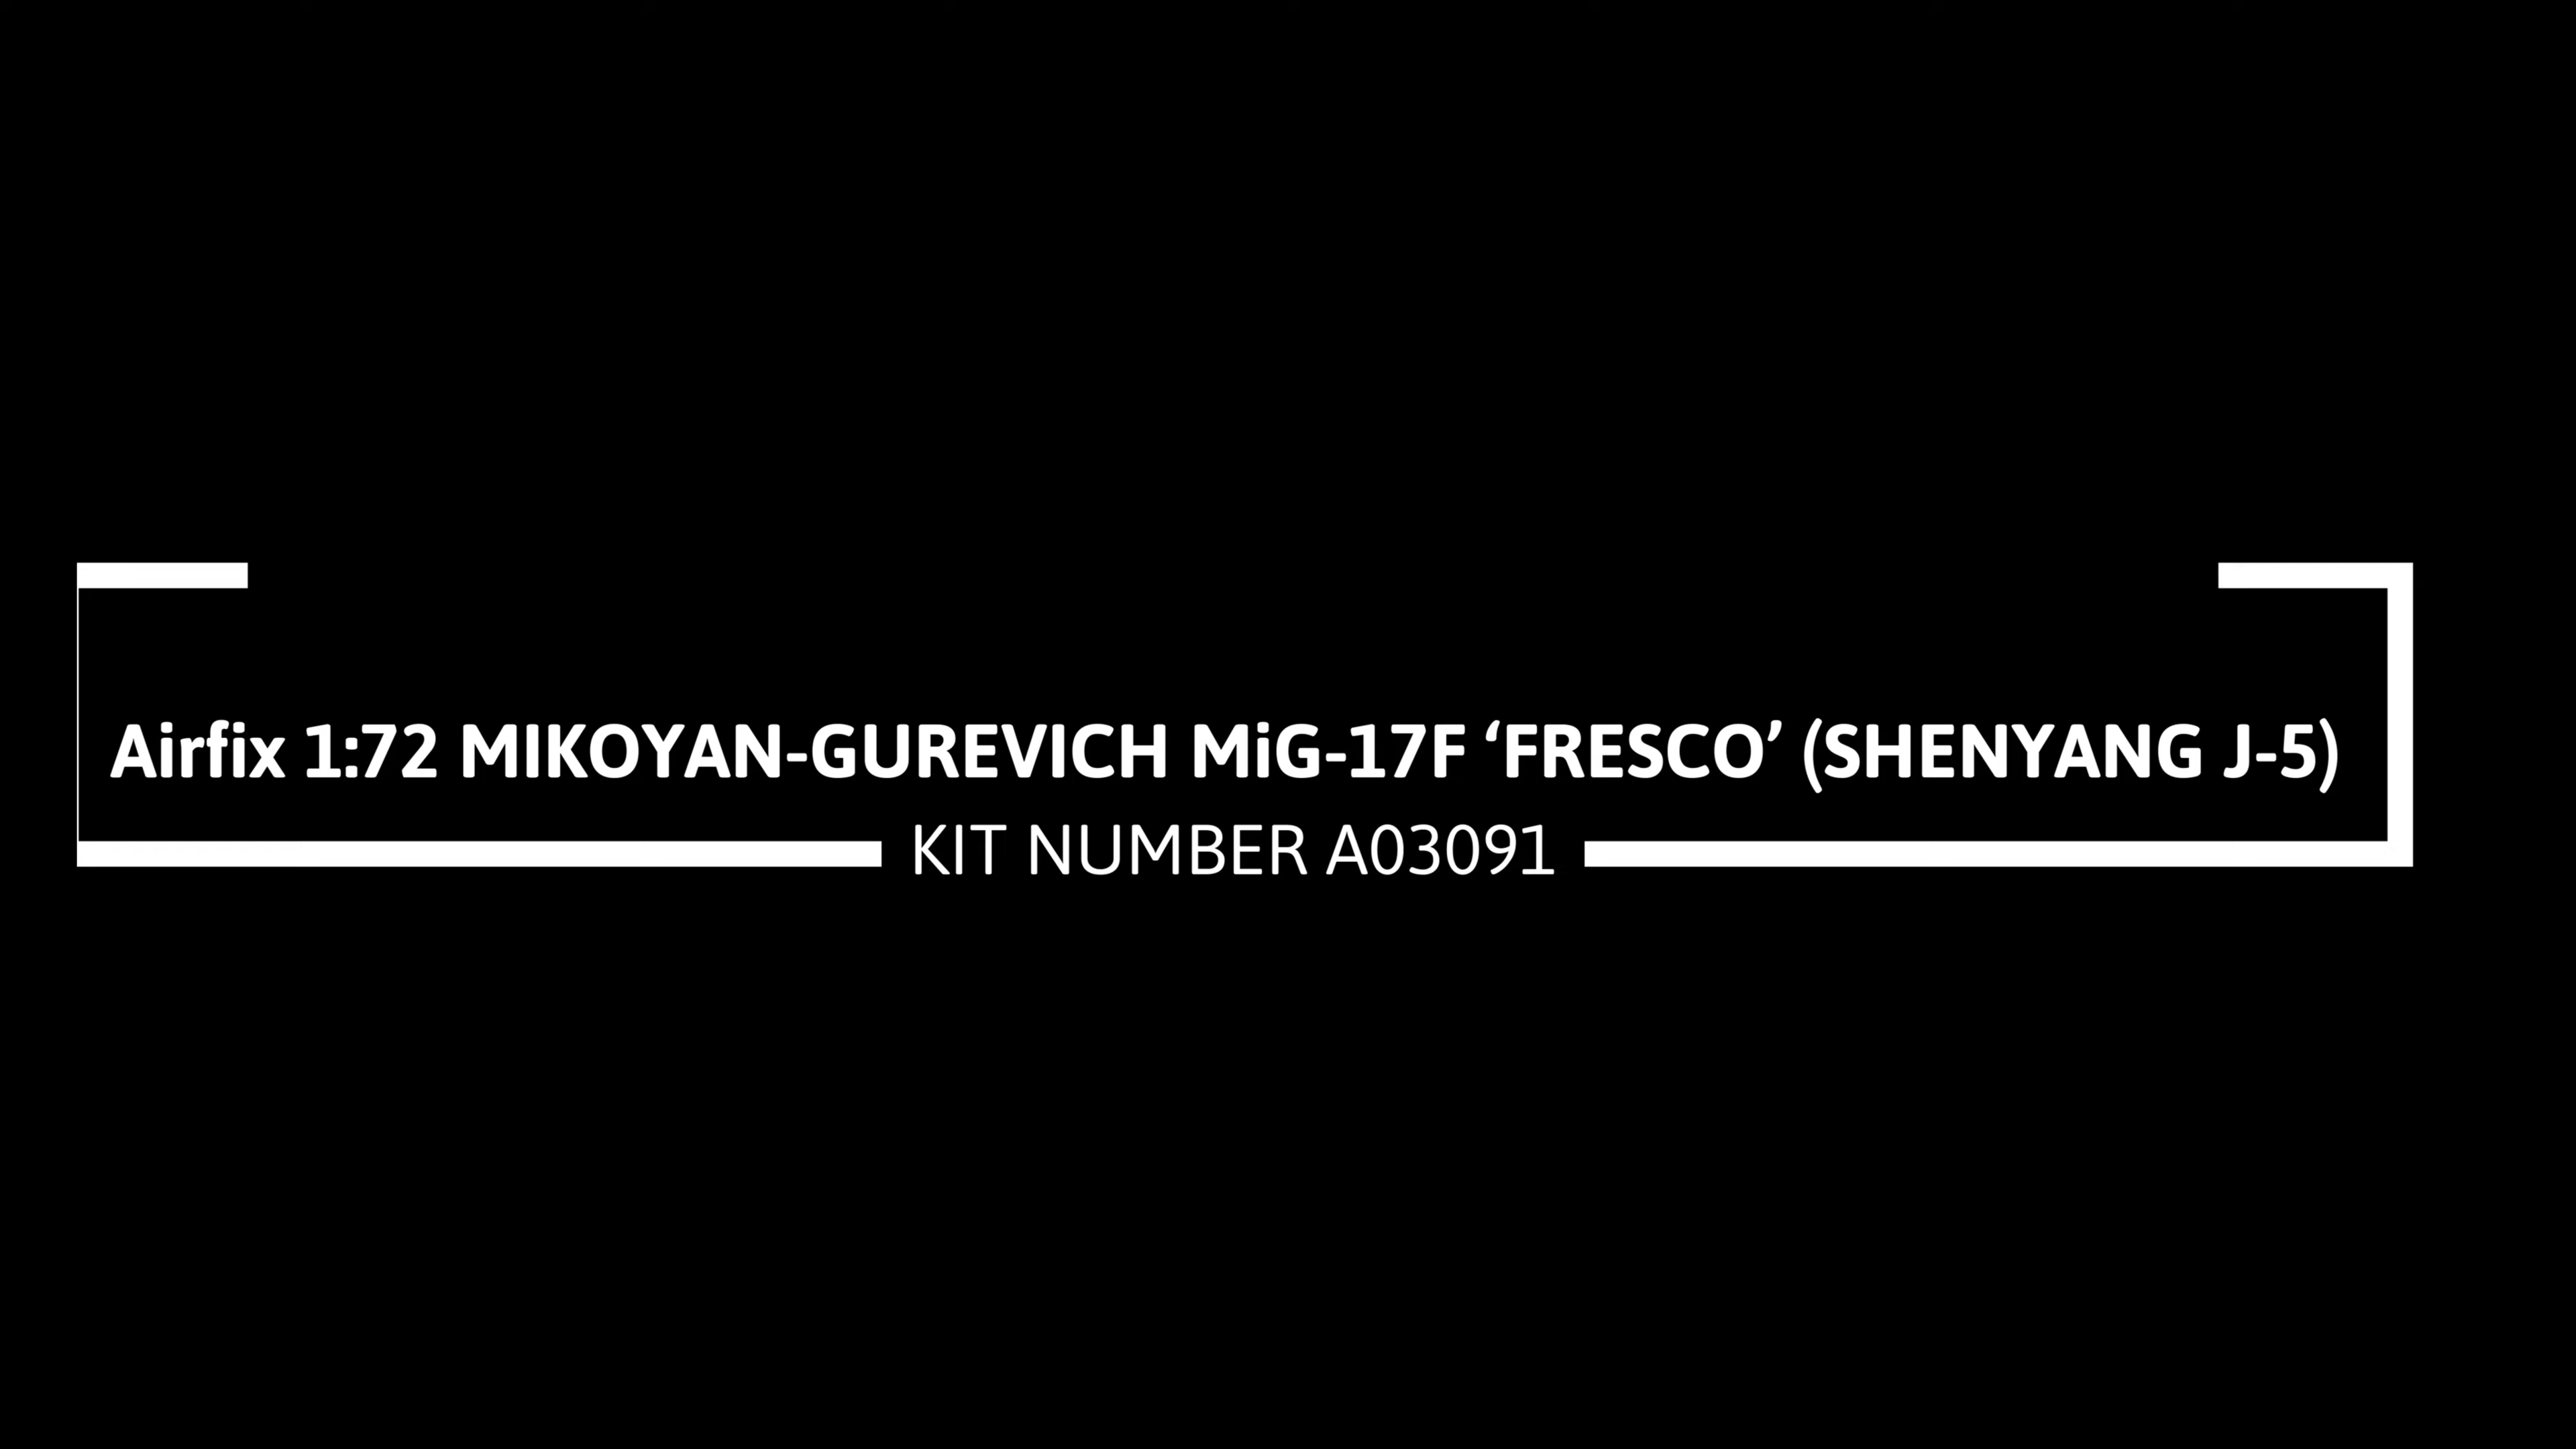 Airfix 1:72 MIKOYAN-GUREVICH MiG-17F ‘FRESCO’ (SHENYANG J-5)
KIT NUMBER A03091